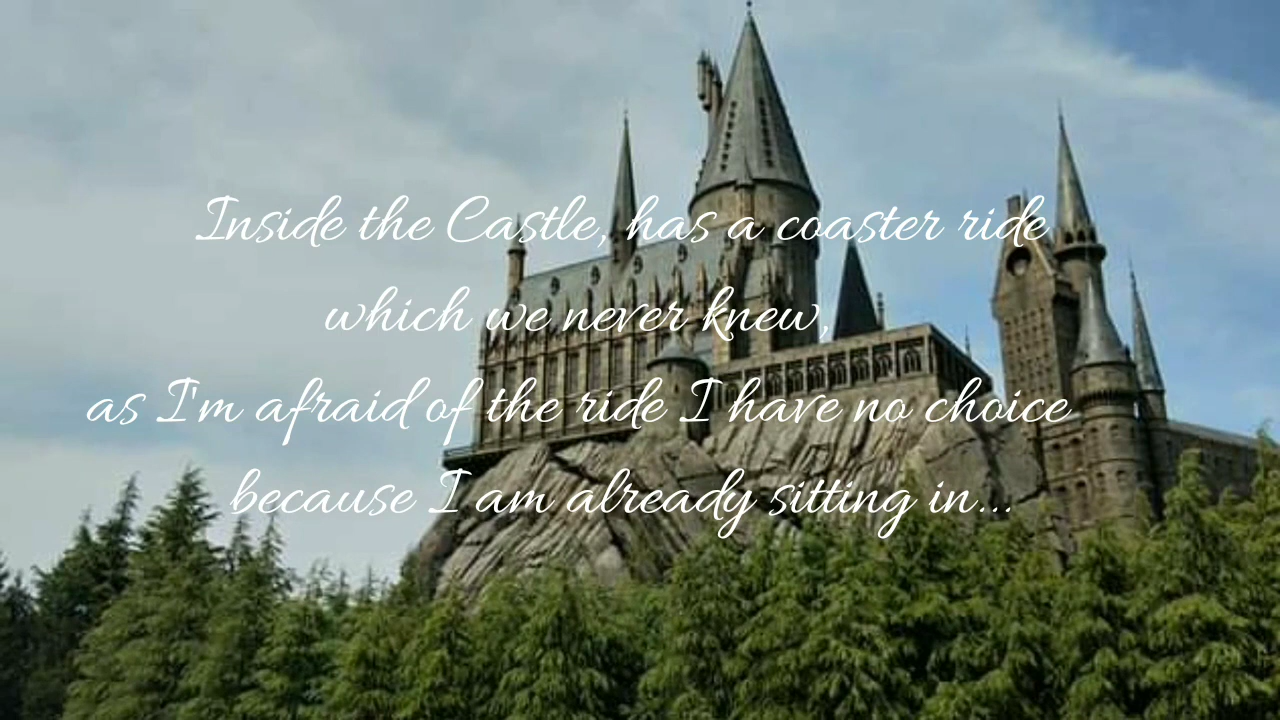 Inside the Castle, has a coaster ride
which we never knew,
as I'm afraid of the ride I have no choice
because I am already sitting in...